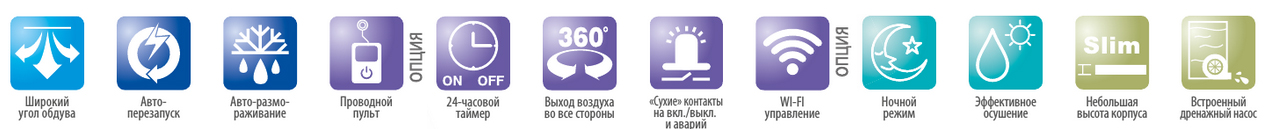 Широкий
угол обдува
Авто-
перезапуск
Авто-размо-
раживание
Проводной
пульт
ОПЦИЯ
ON OFF
24-часовой
таймер
360°
Выход воздуха
во все стороны
«Сухие» контакты
на вкл./выкл.
и аварий
WI-FI
управление
ОПЦИЯ
Ночной
режим
Эффективное
осушение
Slim
H
Небольшая
высота корпуса
Встроенный
дренажный насос